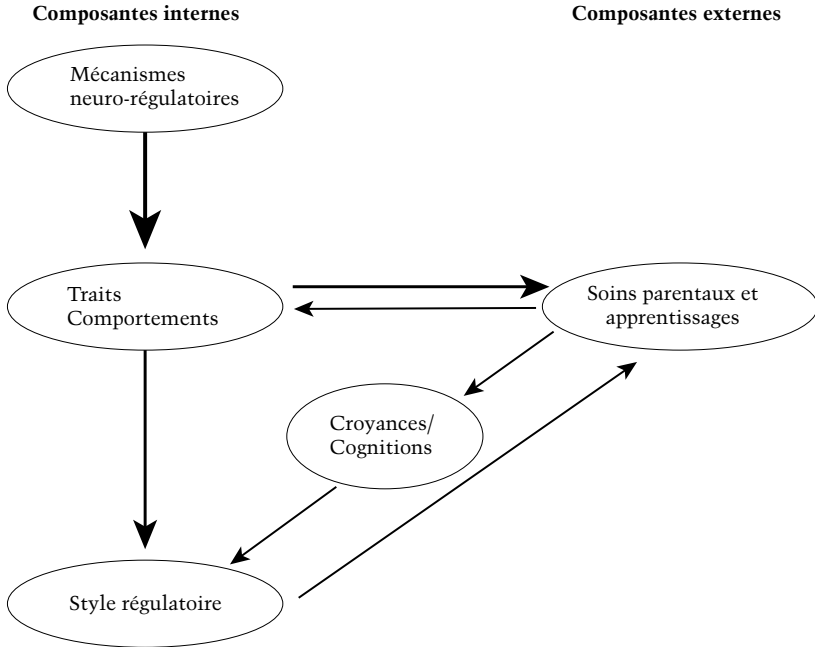 Composantes internes
Composantes externes
Mécanismes
neuro-régulatoires
Traits
Comportements
Soins parentaux et
apprentissages
Croyances/
Cognitions
Style régulatoire